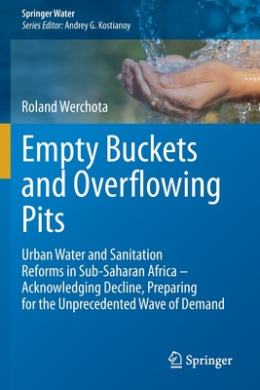 Springer Water
Series Editor: Andrey G. Kostianoy
Roland Werchota
Empty Buckets
and Overflowing
Pits
Urban Water and Sanitation
Reforms in Sub-Saharan Africa –
Acknowledging Decline, Preparing
for the Unprecedented Wave of Demand
Springer